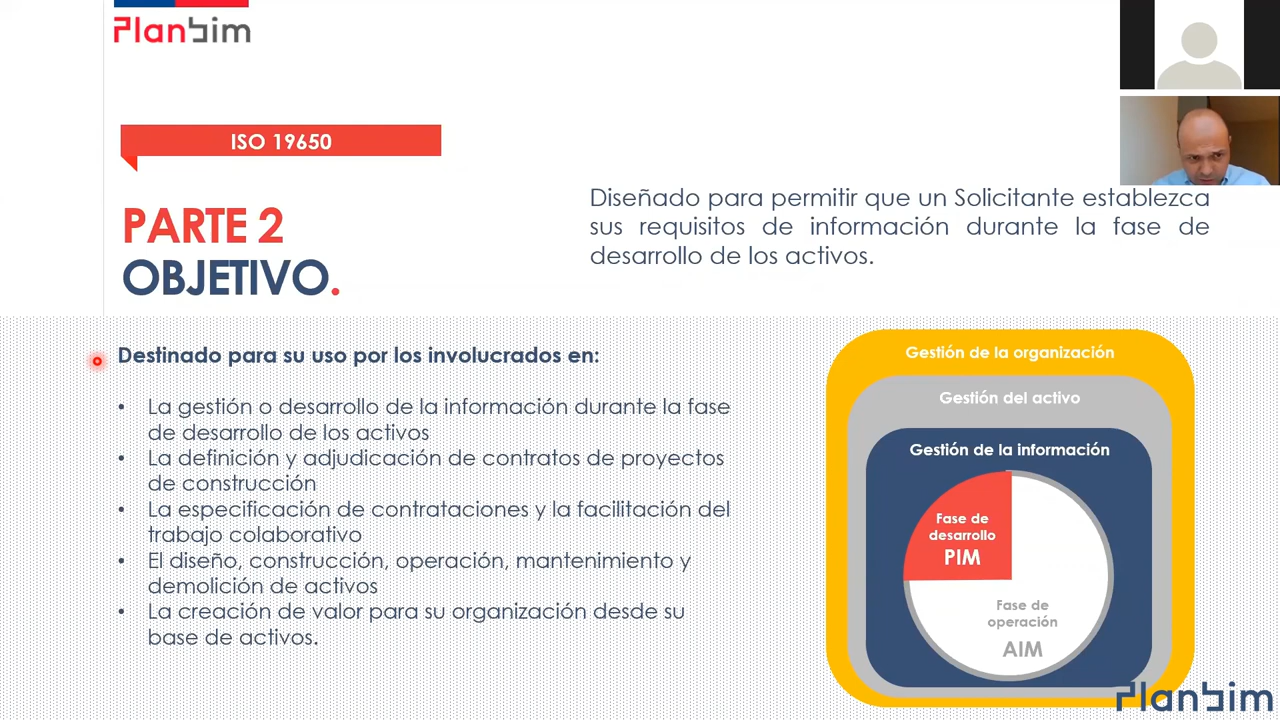 PlanBim
ISO 19650
PARTE 2
OBJETIVO.
Diseñado para permitir que un Solicitante establezca
sus requisitos de información durante la fase de
desarrollo de los activos.
Destinado para su uso por los involucrados en:
• La gestión o desarrollo de la información durante la fase
de desarrollo de los activos
• La definición y adjudicación de contratos de proyectos
de construcción
• La especificación de contrataciones y la facilitación del
trabajo colaborativo
• El diseño, construcción, operación, mantenimiento y
demolición de activos
• La creación de valor para su organización desde su
base de activos.
Gestión de la organización
Gestión del activo
Gestión de la información
Fase de
desarrollo
PIM
Fase de
operación
AIM
PlanBim